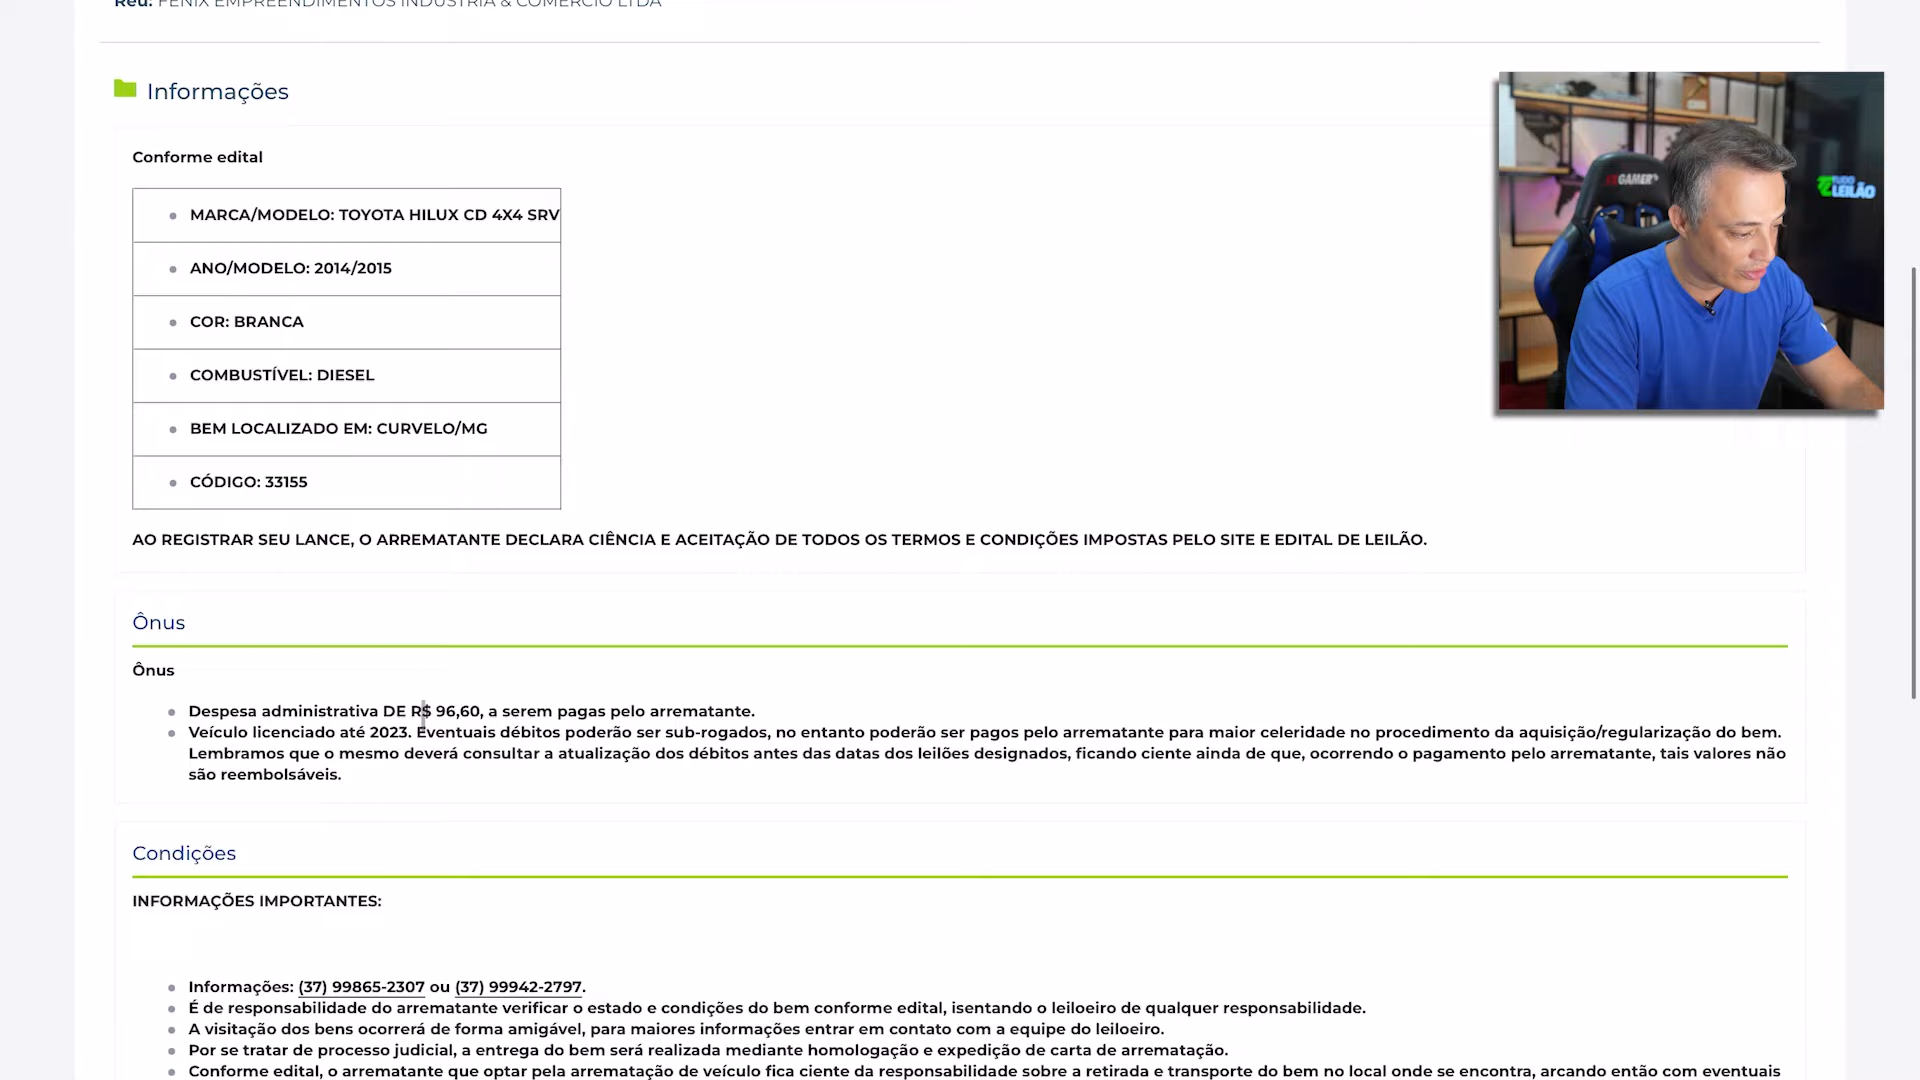 Réu: FENIX EMPREENDIMENTOS INDUSTRIA & COMERCIO LTDA
Informações
Conforme edital
MARCA/MODELO: TOYOTA HILUX CD 4X4 SRV
ANO/MODELO: 2014/2015
COR: BRANCA
COMBUSTÍVEL: DIESEL
BEM LOCALIZADO EM: CURVELO/MG
CÓDIGO: 33155
AO REGISTRAR SEU LANCE, O ARREMATANTE DECLARA CIÊNCIA E ACEITAÇÃO DE TODOS OS TERMOS E CONDIÇÕES IMPOSTAS PELO SITE E EDITAL DE LEILÃO.
GAMER
TUDO
LEILÃO
Ônus
Ônus
Despesa administrativa DE R$ 96,60, a serem pagas pelo arrematante.
Veículo licenciado até 2023. Eventuais débitos poderão ser sub-rogados, no entanto poderão ser pagos pelo arrematante para maior celeridade no procedimento da aquisição/regularização do bem.
Lembramos que o mesmo deverá consultar a atualização dos débitos antes das datas dos leilões designados, ficando ciente ainda de que, ocorrendo o pagamento pelo arrematante, tais valores não
são reembolsáveis.
Condições
INFORMAÇÕES IMPORTANTES:
Informações: (37) 99865-2307 ou (37) 99942-2797.
É de responsabilidade do arrematante verificar o estado e condições do bem conforme edital, isentando o leiloeiro de qualquer responsabilidade.
A visitação dos bens ocorrerá de forma amigável, para maiores informações entrar em contato com a equipe do leiloeiro.
Por se tratar de processo judicial, a entrega do bem será realizada mediante homologação e expedição de carta de arrematação.
Conforme edital, o arrematante que optar pela arrematação de veículo fica ciente da responsabilidade sobre a retirada e transporte do bem no local onde se encontra, arcando então com eventuais